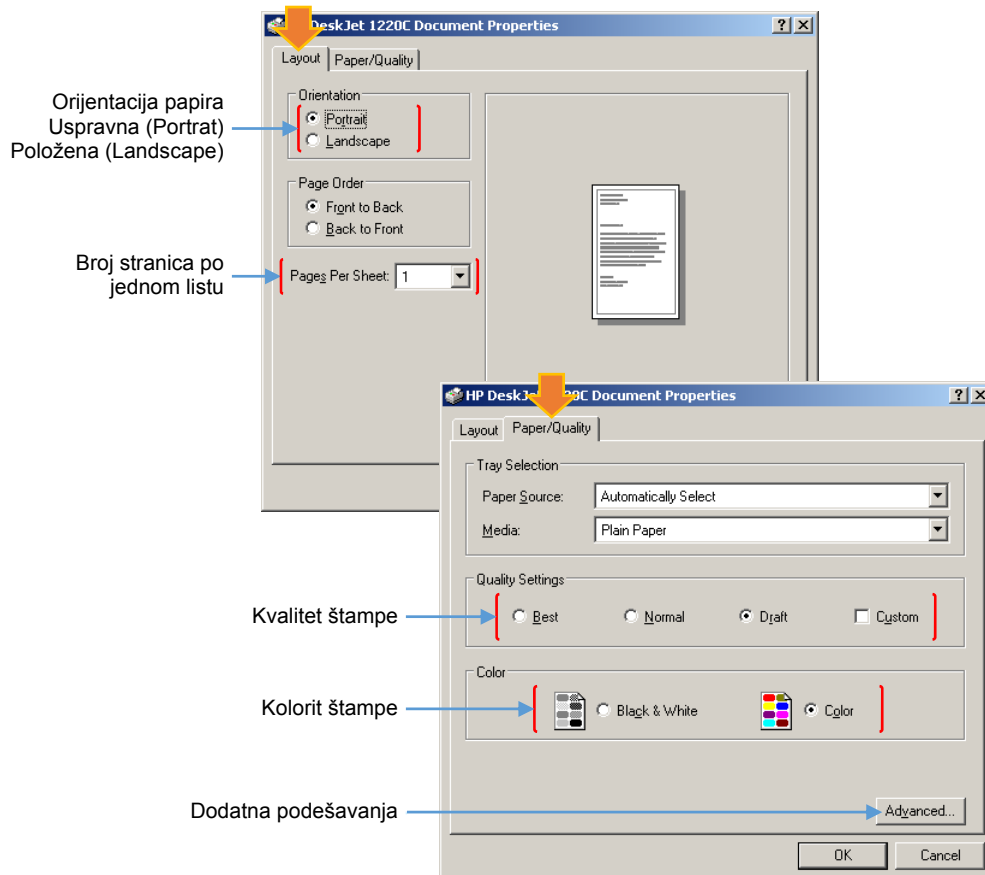 DeskJet 1220C Document Properties
Layout
Paper/Quality
Orientation
Portrait
Landscape
Orijentacija papira
Uspravna (Portrat)
Položena (Landscape)
Page Order
Front to Back
Back to Front
Broj stranica po
jednom listu
Pages Per Sheet: 1
HP DeskJet 1220C Document Properties
Layout
Paper/Quality
Tray Selection
Paper Source: Automatically Select
Media: Plain Paper
Quality Settings
Kvalitet štampe
Best Normal Draft Custom
Color
Kolorit štampe
Black & White Color
Dodatna podešavanja
Advanced...
OK Cancel